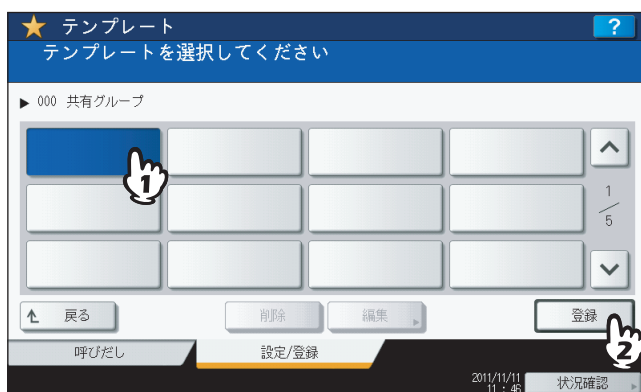 テンプレート
?
テンプレートを選択してください
▶ 000 共有グループ
1
1/5
戻る
削除
編集
登録
2
呼びだし
設定/登録
2011/11/11
11:46
状況確認